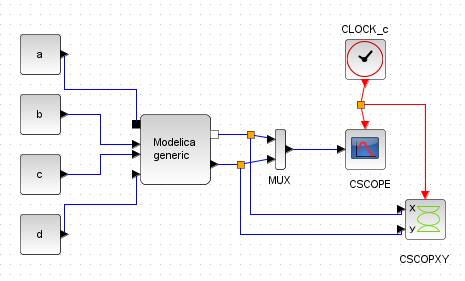 CLOCK_c
a
b
Modelica
generic
c
MUX
CSCOPE
d
X
y
CSCOPXY